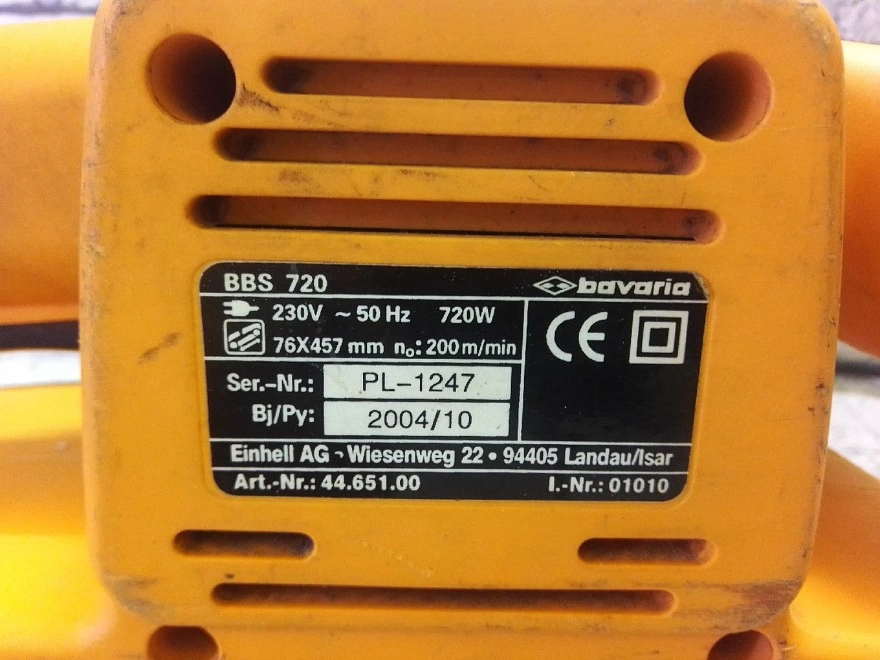 BBS 720 bavaria
230V ~ 50 Hz 720W
76X457 mm n₀: 200 m/min
CE
Ser.-Nr.: PL-1247
Bj/Py: 2004/10
Einhell AG - Wiesenweg 22 • 94405 Landau/Isar
Art.-Nr.: 44.651.00 I.-Nr.: 01010